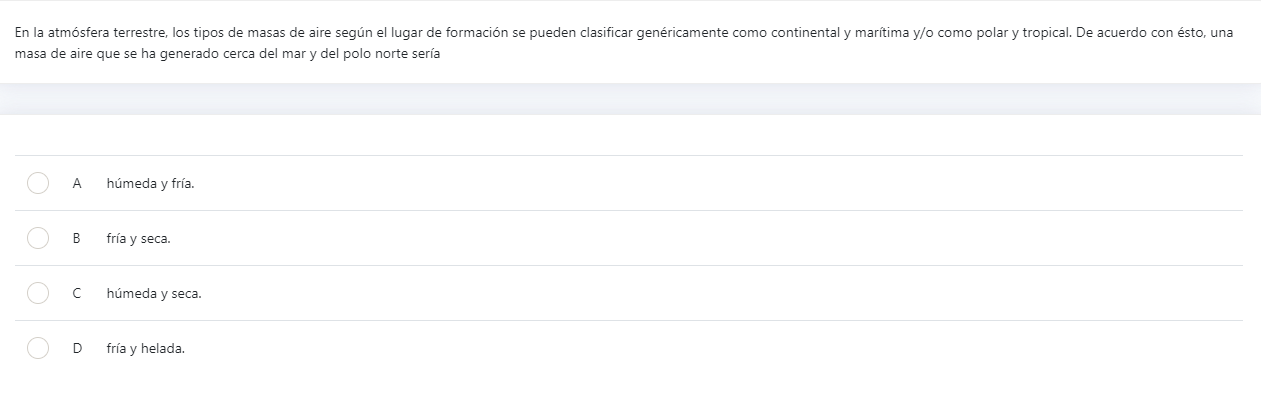 En la atmósfera terrestre, los tipos de masas de aire según el lugar de formación se pueden clasificar genéricamente como continental y marítima y/o como polar y tropical. De acuerdo con ésto, una
masa de aire que se ha generado cerca del mar y del polo norte sería
A húmeda y fría.
B fría y seca.
C húmeda y seca.
D fría y helada.